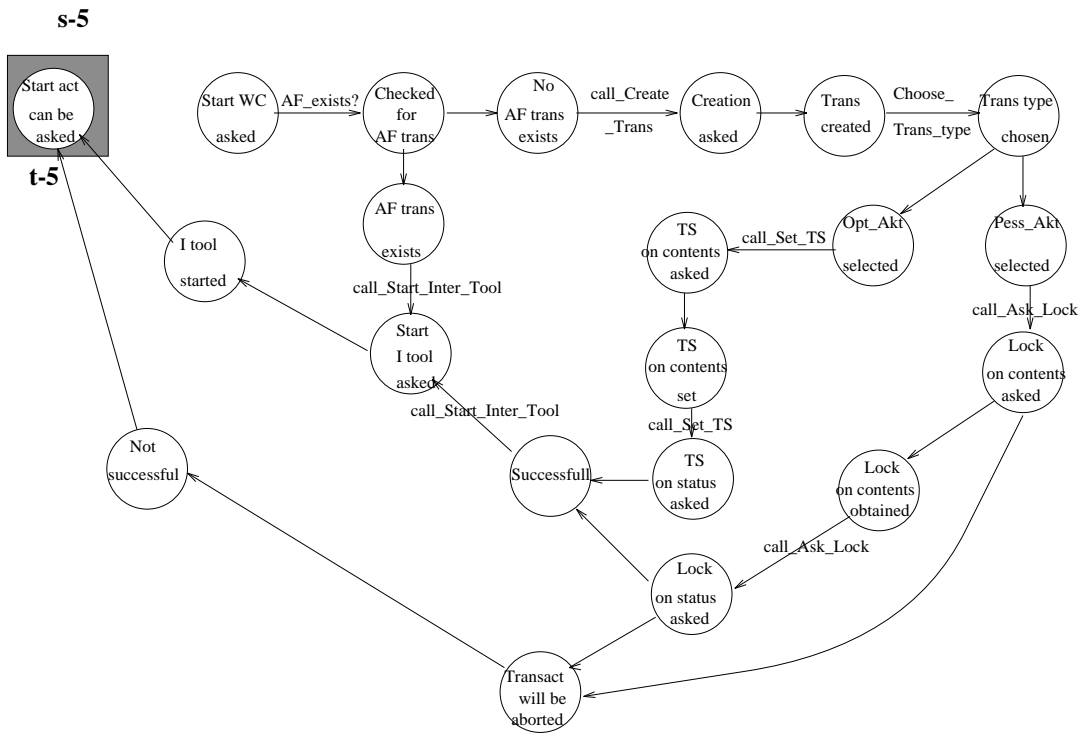 s-5
Start act
can be
asked
t-5
Start WC
asked
AF_exists?
Checked
for
AF trans
No
AF trans
exists
call_Create
_Trans
Creation
asked
Trans
created
Choose_
Trans_type
Trans type
chosen
AF trans
exists
call_Start_Inter_Tool
I tool
started
Start
I tool
asked
call_Start_Inter_Tool
TS
on contents
asked
call_Set_TS
Opt_Akt
selected
Pess_Akt
selected
call_Ask_Lock
TS
on contents
set
call_Set_TS
Lock
on contents
asked
Not
successful
Successfull
TS
on status
asked
Lock
on contents
obtained
call_Ask_Lock
Lock
on status
asked
Transact
will be
aborted